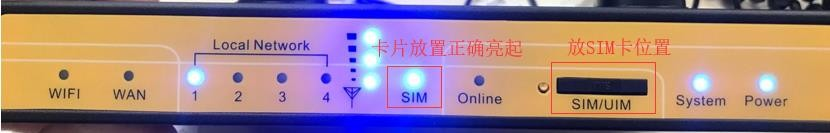 Local Network
卡片放置正确亮起
放SIM卡位置
WIFI
WAN
1
2
3
4
SIM
Online
SIM/UIM
System
Power